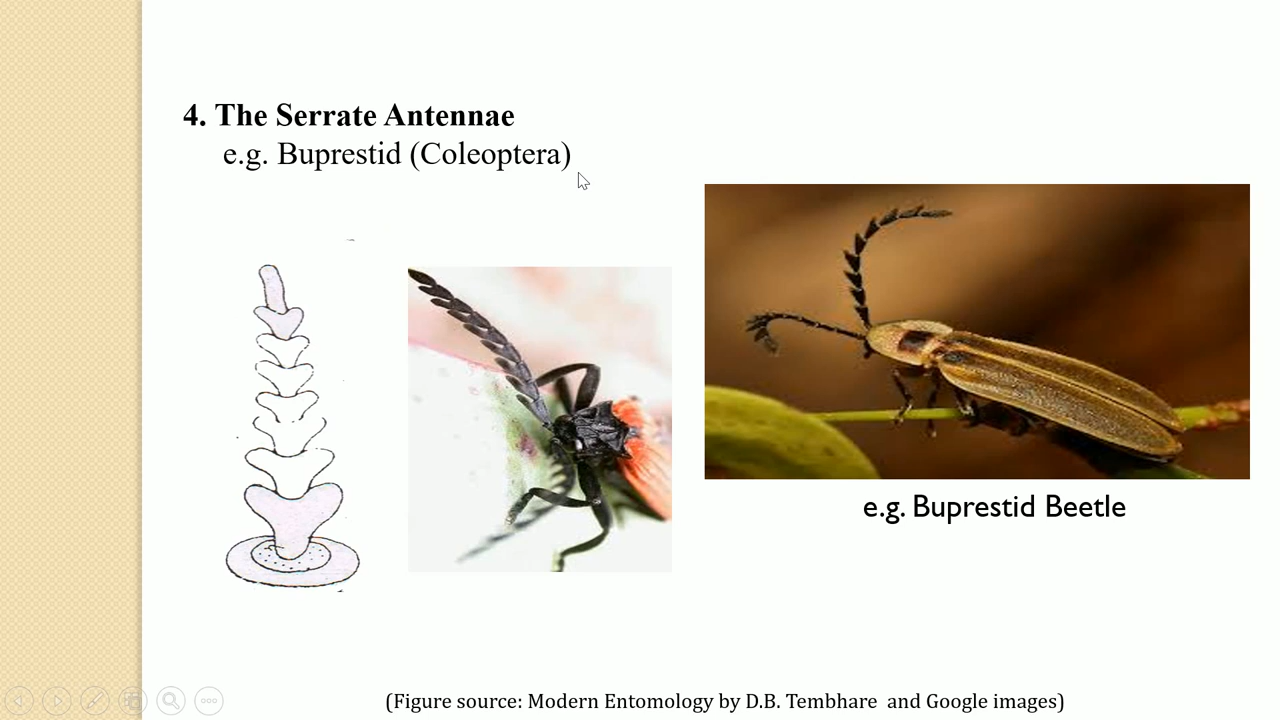 4. The Serrate Antennae
e.g. Buprestid (Coleoptera)
e.g. Buprestid Beetle
(Figure source: Modern Entomology by D.B. Tembhare and Google images)